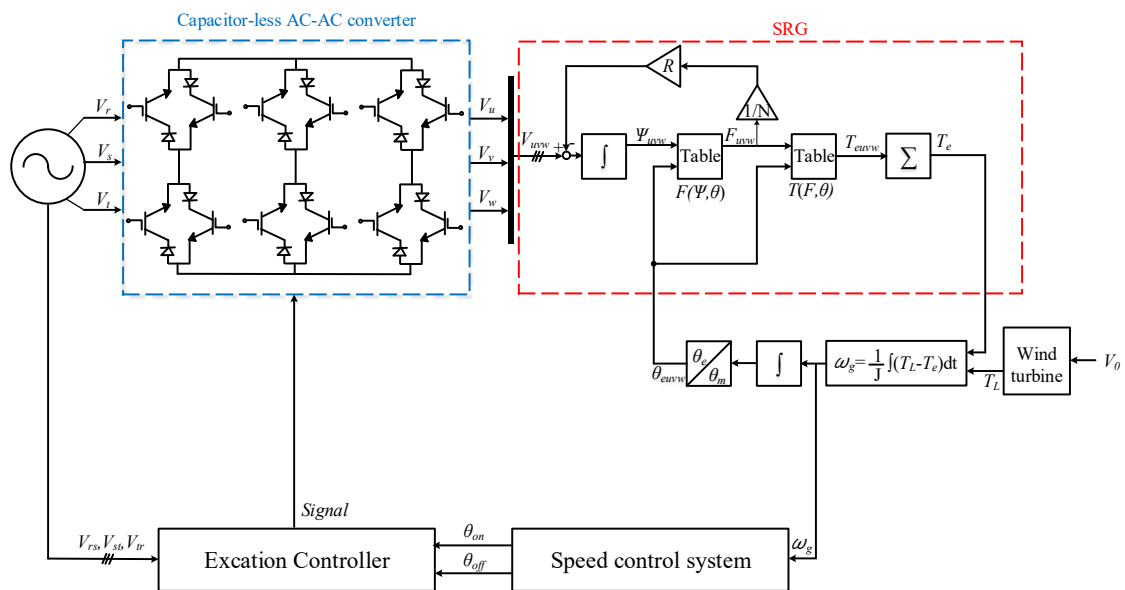 Capacitor-less AC-AC converter
SRG
V_r
V_s
V_t
V_u
V_v
V_w
V_uvw
+
-
R
1/N
∫
Ψ_uvw
Table
F(Ψ,θ)
F_uvw
Table
T(F,θ)
T_euvw
Σ
T_e
θ_euvw
θ_e/θ_m
∫
ω_g=1/J ∫(T_L-T_e)dt
T_L
Wind
turbine
V_0
Signal
V_rs,V_st,V_tr
Excation Controller
θ_on
θ_off
Speed control system
ω_g